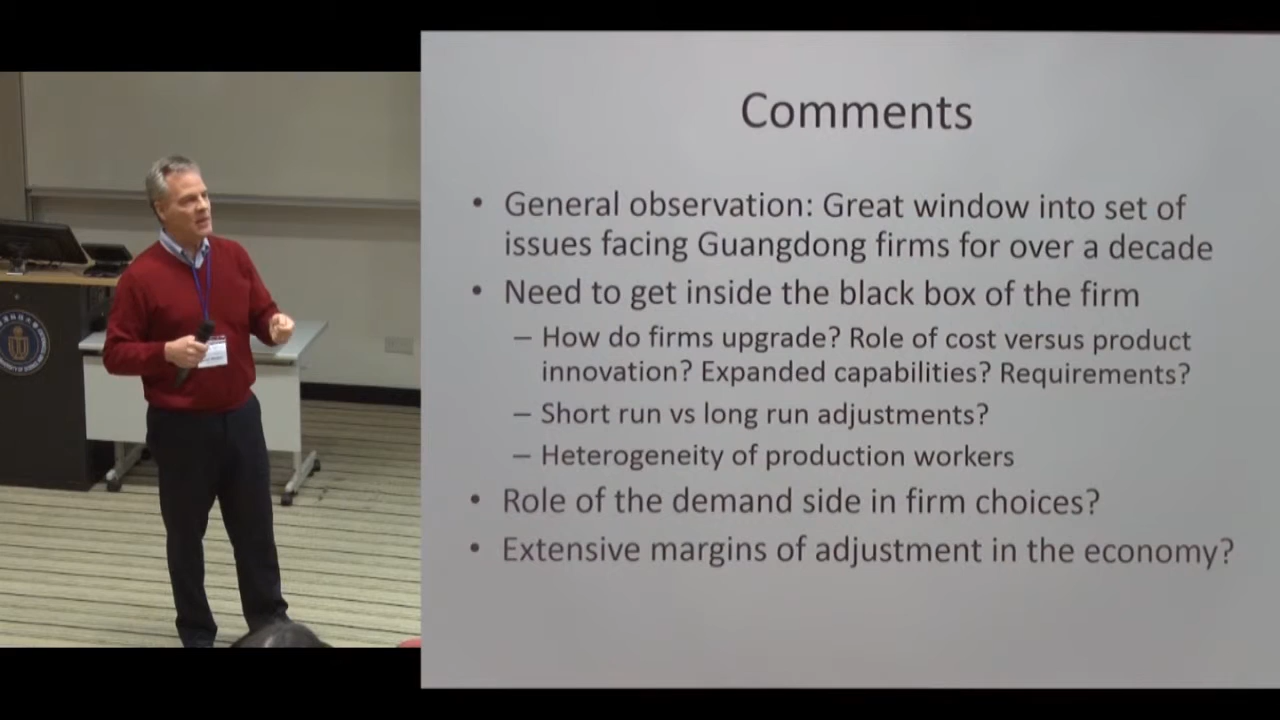 Comments
• General observation: Great window into set of
issues facing Guangdong firms for over a decade
• Need to get inside the black box of the firm
– How do firms upgrade? Role of cost versus product
innovation? Expanded capabilities? Requirements?
– Short run vs long run adjustments?
– Heterogeneity of production workers
• Role of the demand side in firm choices?
• Extensive margins of adjustment in the economy?